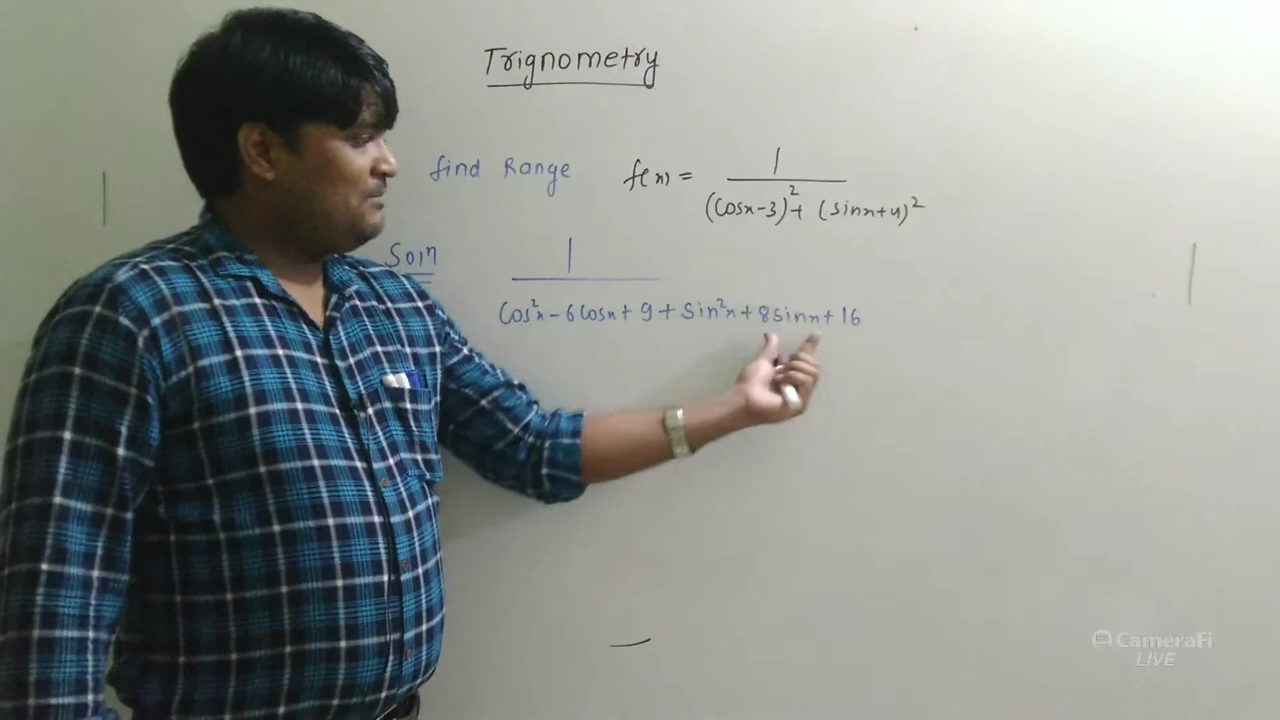 Trignometry
find Range f(x) = 1 / (Cosx-3)² + (sinx+4)²
Soln 1 / Cos²x - 6Cosx + 9 + Sin²x + 8sinx + 16
CameraFi
LIVE